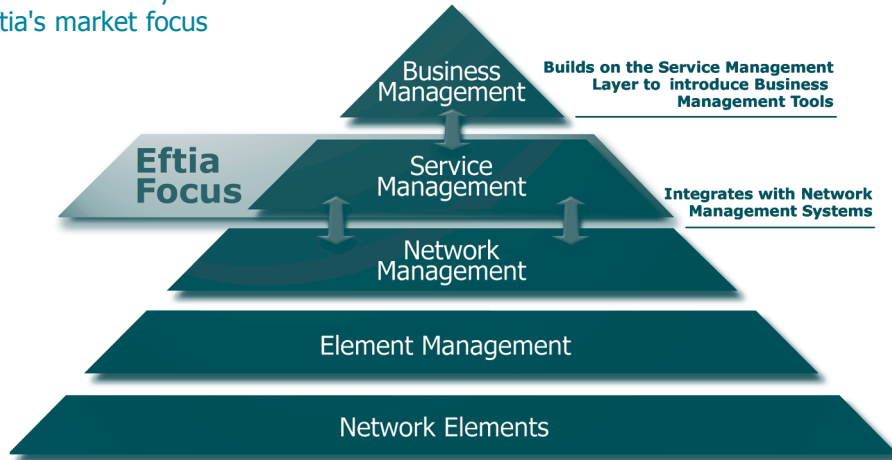 tia's market focus
Business
Management
Builds on the Service Management
Layer to introduce Business
Management Tools
Eftia
Focus
Service
Management
Integrates with Network
Management Systems
Network
Management
Element Management
Network Elements